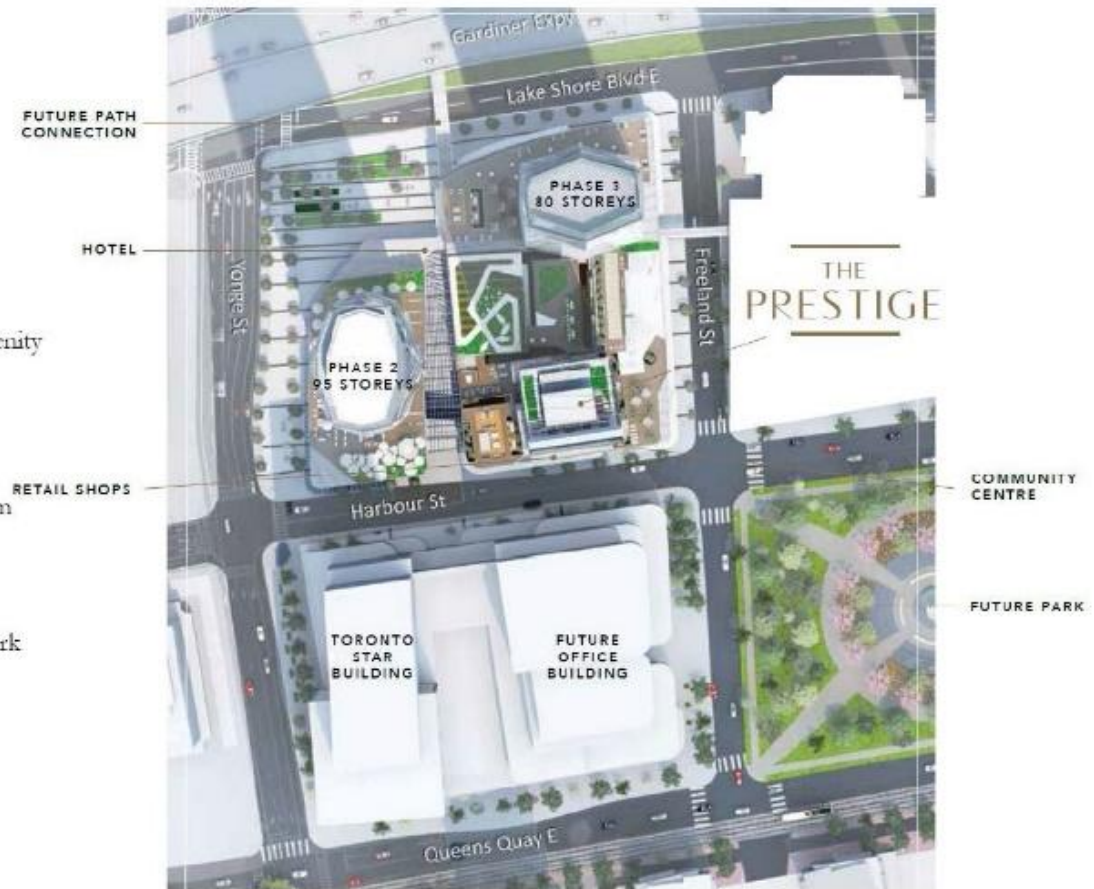 Gardiner Expy
Lake Shore Blvd E
FUTURE PATH
CONNECTION
PHASE 3
80 STOREYS
HOTEL
Yonge St
Freeland St
THE
PRESTIGE
PHASE 2
95 STOREYS
RETAIL SHOPS
Harbour St
COMMUNITY
CENTRE
TORONTO
STAR
BUILDING
FUTURE
OFFICE
BUILDING
FUTURE PARK
Queens Quay E